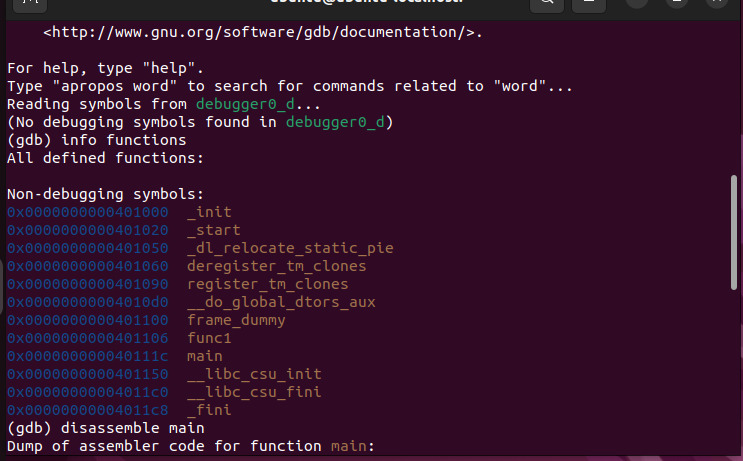 <http://www.gnu.org/software/gdb/documentation/>.
For help, type "help".
Type "apropos word" to search for commands related to "word"...
Reading symbols from debugger0_d...
(No debugging symbols found in debugger0_d)
(gdb) info functions
All defined functions:
Non-debugging symbols:
0x0000000000401000  _init
0x0000000000401020  _start
0x0000000000401050  _dl_relocate_static_pie
0x0000000000401060  deregister_tm_clones
0x0000000000401090  register_tm_clones
0x00000000004010d0  __do_global_dtors_aux
0x0000000000401100  frame_dummy
0x0000000000401106  func1
0x000000000040111c  main
0x0000000000401150  __libc_csu_init
0x00000000004011c0  __libc_csu_fini
0x00000000004011c8  _fini
(gdb) disassemble main
Dump of assembler code for function main: